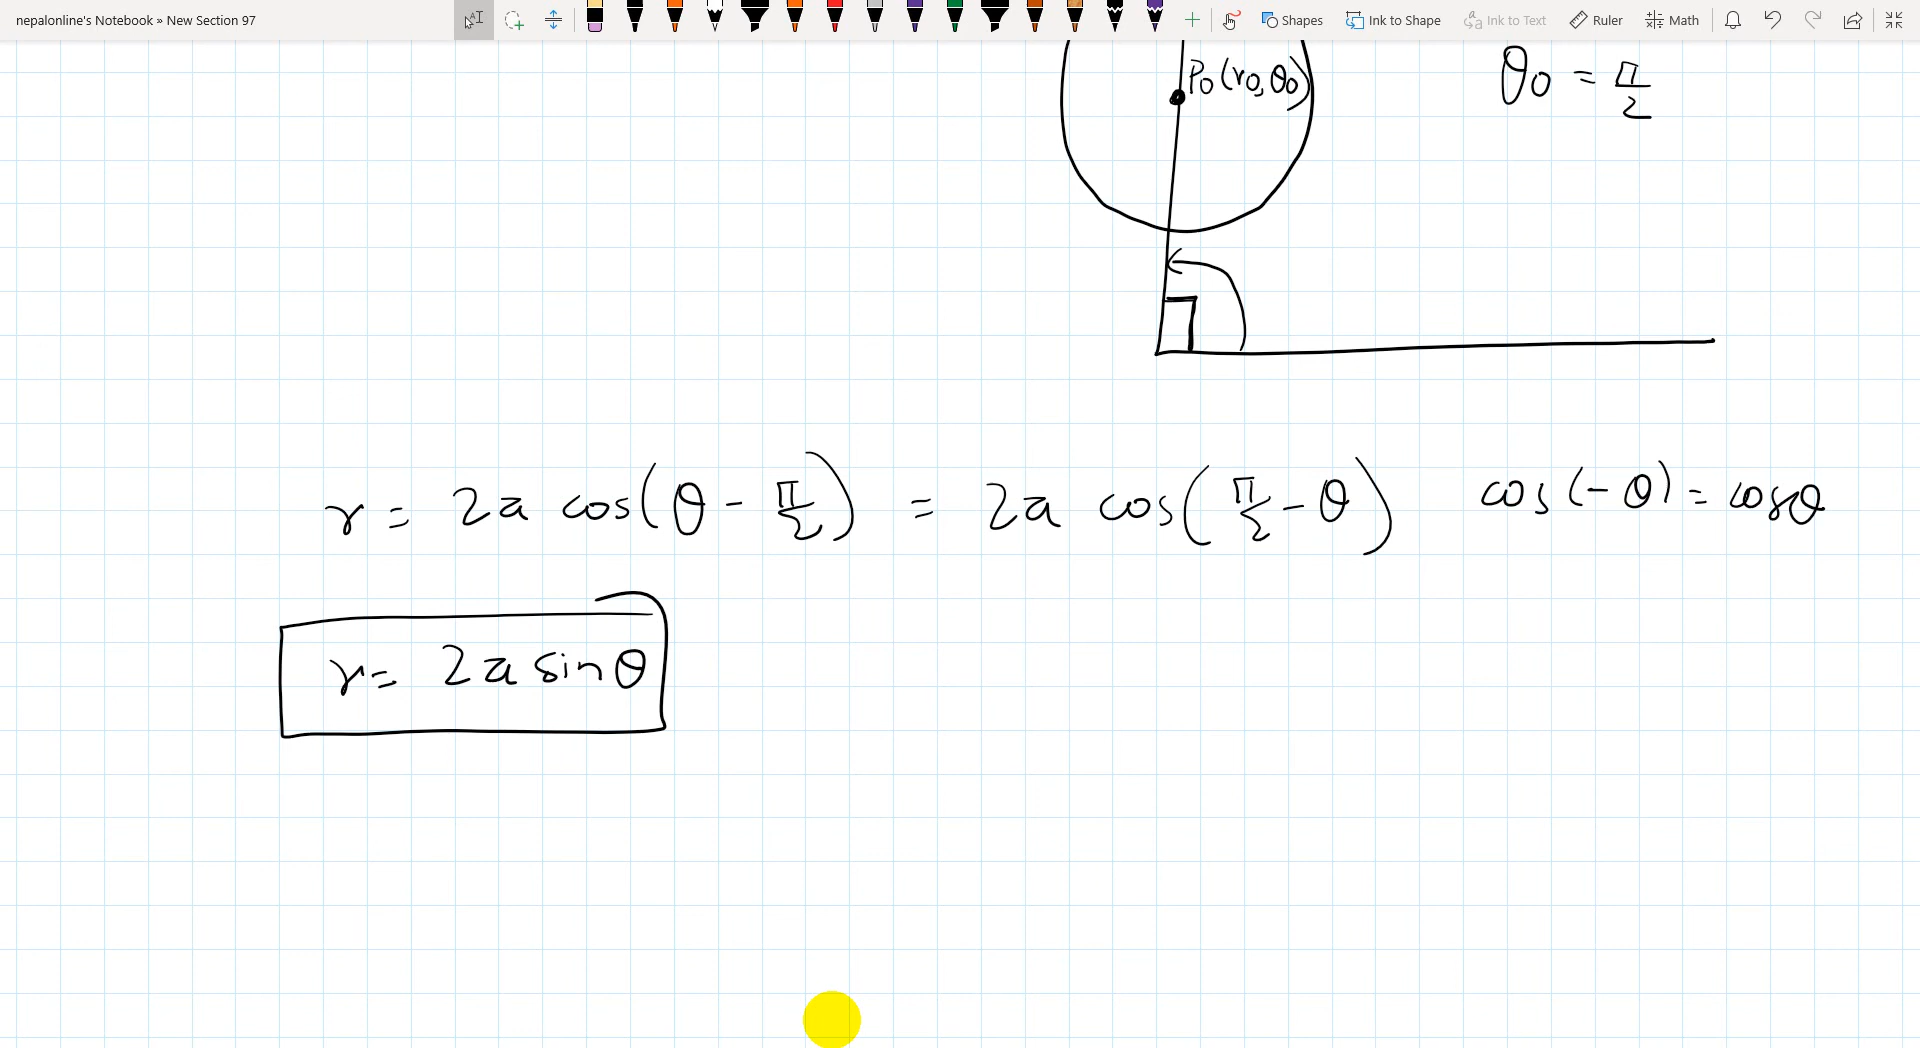 nepalonline's Notebook » New Section 97
Shapes Ink to Shape Ink to Text Ruler Math
P₀(r₀, θ₀)
θ₀ = π/2
r = 2a cos(θ - π/2) = 2a cos(π/2 - θ) cos(-θ) = cosθ
r = 2a sinθ